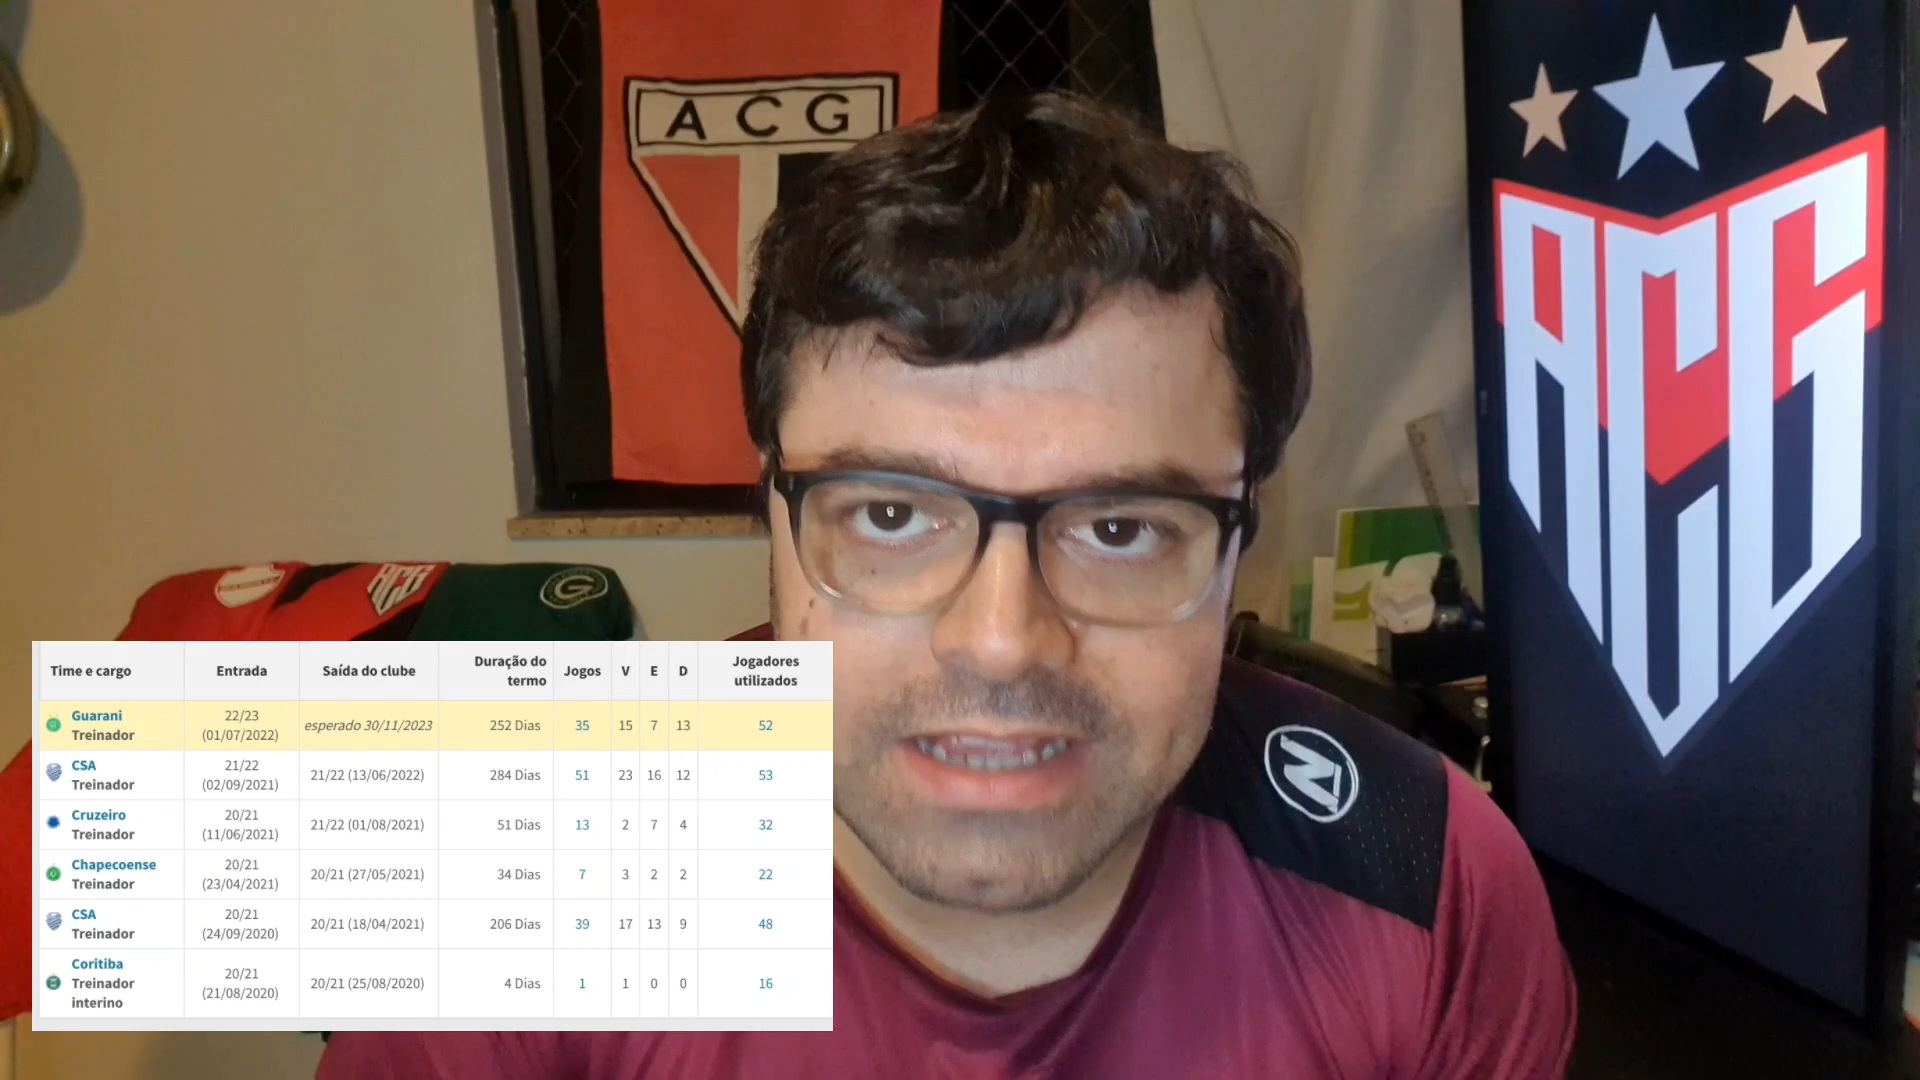 ACG
ACG
ACG
G
N
Time e cargo Entrada Saída do clube Duração do termo Jogos V E D Jogadores utilizados
Guarani Treinador 22/23 (01/07/2022) esperado 30/11/2023 252 Dias 35 15 7 13 52
CSA Treinador 21/22 (02/09/2021) 21/22 (13/06/2022) 284 Dias 51 23 16 12 53
Cruzeiro Treinador 20/21 (11/06/2021) 21/22 (01/08/2021) 51 Dias 13 2 7 4 32
Chapecoense Treinador 20/21 (23/04/2021) 20/21 (27/05/2021) 34 Dias 7 3 2 2 22
CSA Treinador 20/21 (24/09/2020) 20/21 (18/04/2021) 206 Dias 39 17 13 9 48
Coritiba Treinador interino 20/21 (21/08/2020) 20/21 (25/08/2020) 4 Dias 1 1 0 0 16